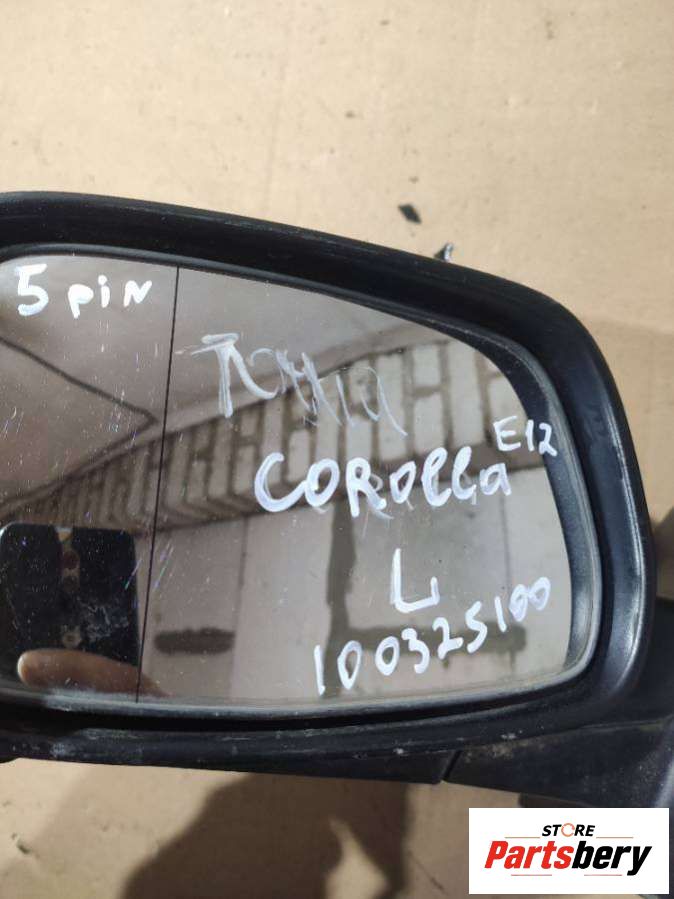 5 PIN
COROLLA E12
L
100325100
STORE
Partsbery